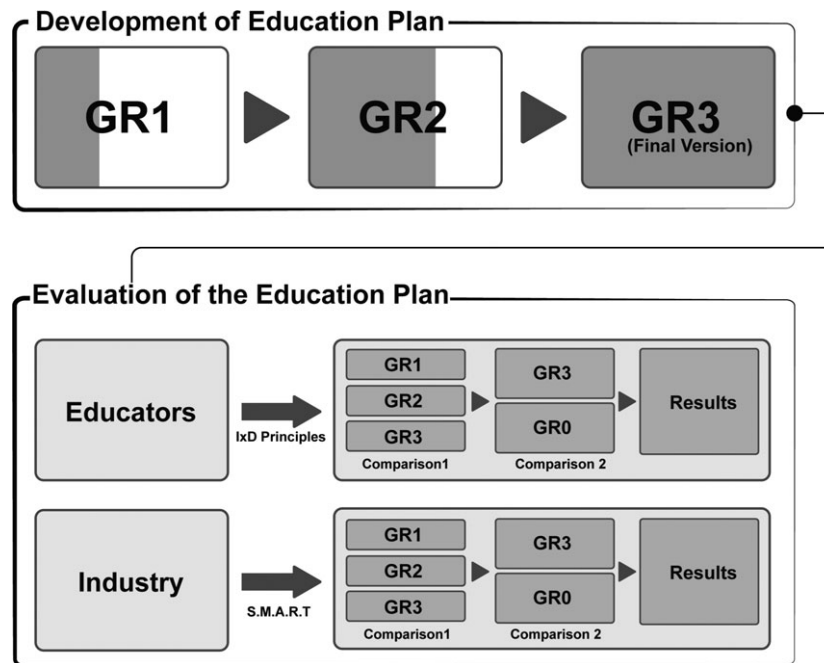 Development of Education Plan
GR1
GR2
GR3
(Final Version)
Evaluation of the Education Plan
Educators
IxD Principles
GR1
GR2
GR3
Comparison1
GR3
GR0
Comparison 2
Results
Industry
S.M.A.R.T
GR1
GR2
GR3
Comparison1
GR3
GR0
Comparison 2
Results